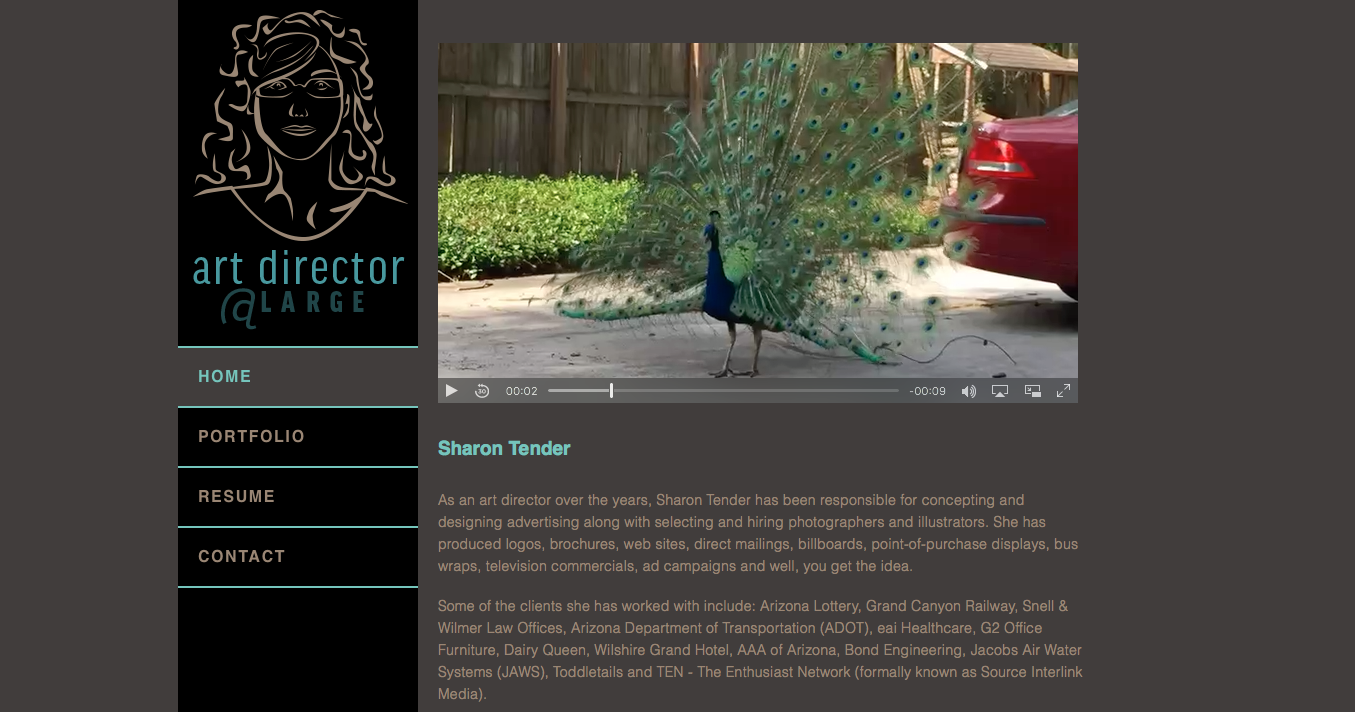 art director
@LARGE
HOME
PORTFOLIO
RESUME
CONTACT
30
00:02
-00:09
Sharon Tender
As an art director over the years, Sharon Tender has been responsible for concepting and
designing advertising along with selecting and hiring photographers and illustrators. She has
produced logos, brochures, web sites, direct mailings, billboards, point-of-purchase displays, bus
wraps, television commercials, ad campaigns and well, you get the idea.
Some of the clients she has worked with include: Arizona Lottery, Grand Canyon Railway, Snell &
Wilmer Law Offices, Arizona Department of Transportation (ADOT), eai Healthcare, G2 Office
Furniture, Dairy Queen, Wilshire Grand Hotel, AAA of Arizona, Bond Engineering, Jacobs Air Water
Systems (JAWS), Toddletails and TEN - The Enthusiast Network (formally known as Source Interlink
Media).